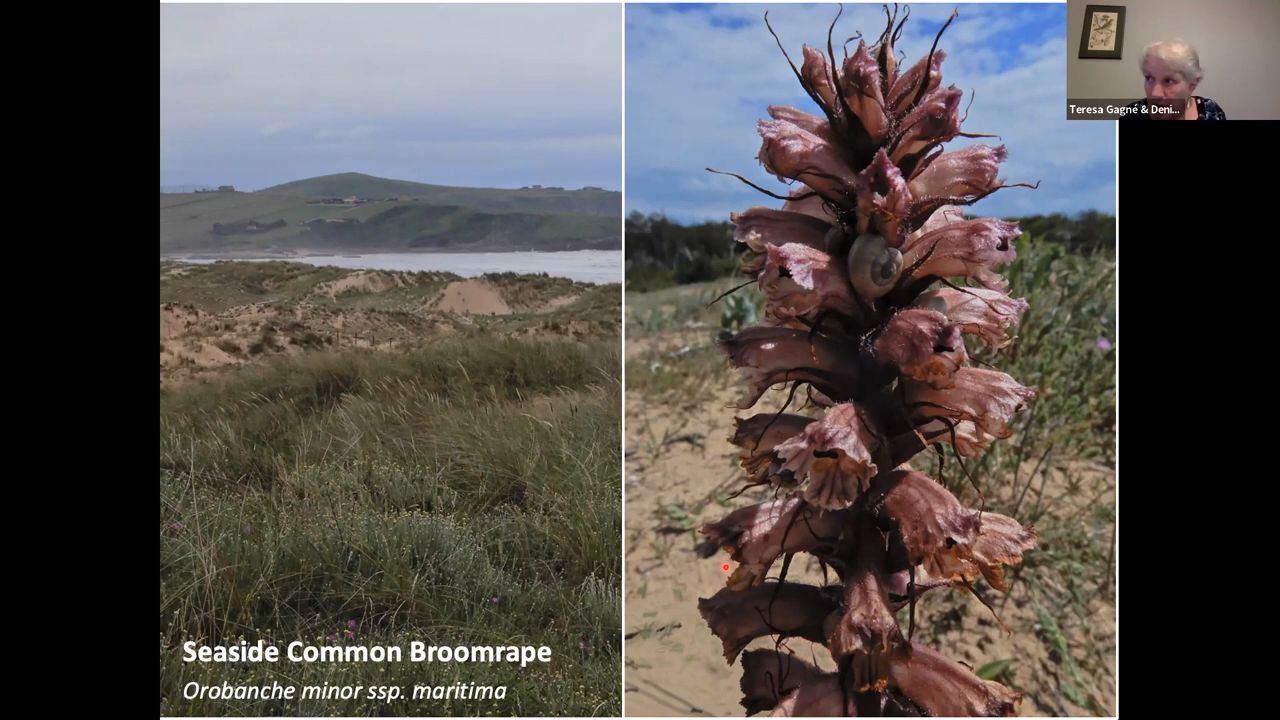 Teresa Gagné & Deni...
Seaside Common Broomrape
Orobanche minor ssp. maritima